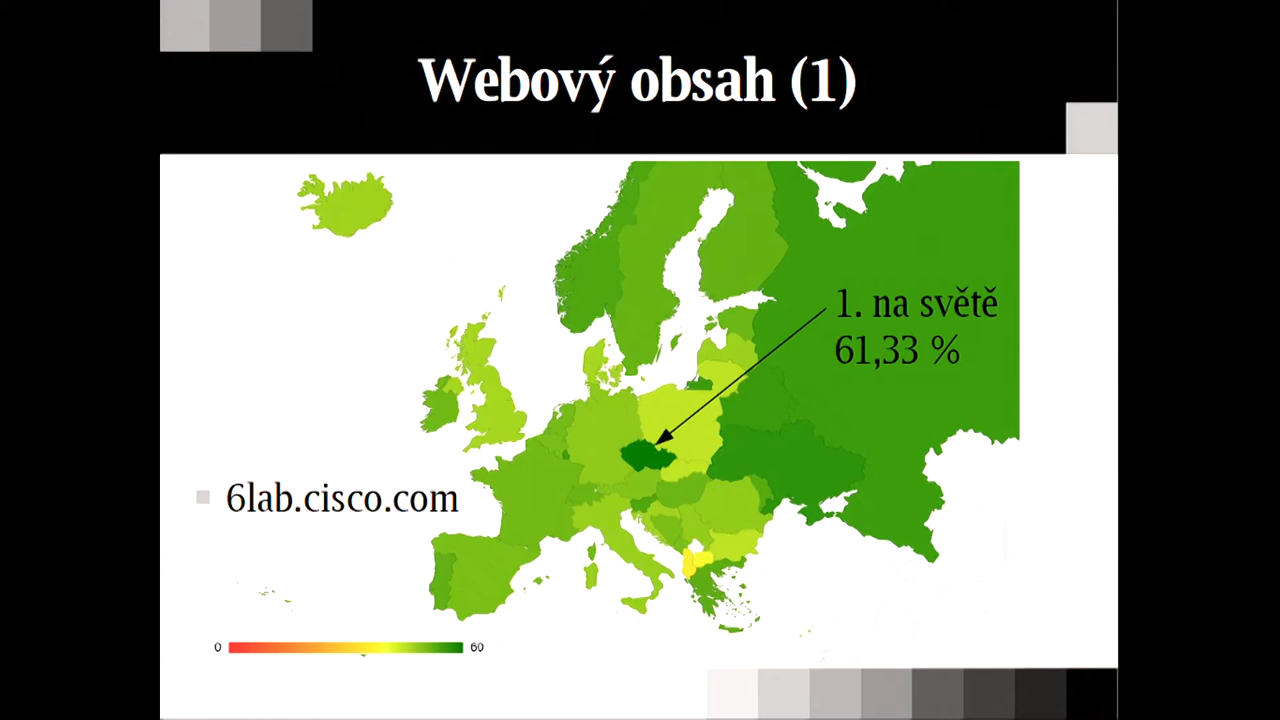 Webový obsah (1)
1. na světě
61,33 %
6lab.cisco.com
0
60